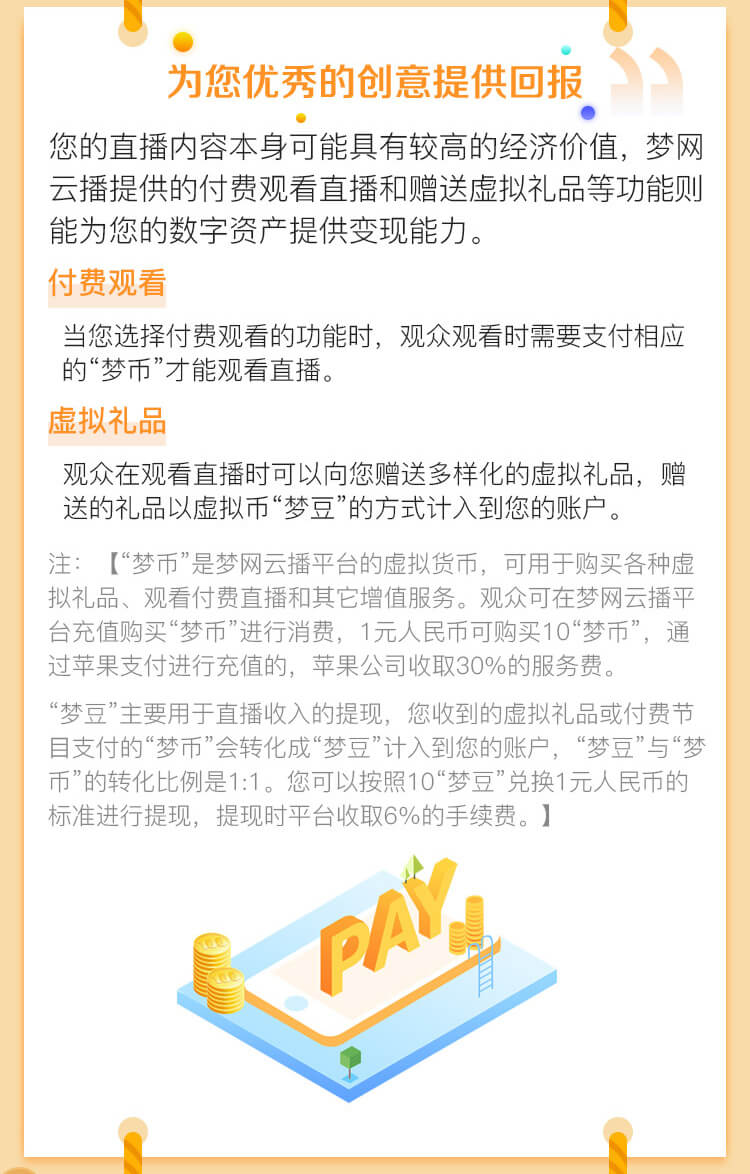 为您优秀的创意提供回报
您的直播内容本身可能具有较高的经济价值，梦网
云播提供的付费观看直播和赠送虚拟礼品等功能则
能为您的数字资产提供变现能力。
付费观看
当您选择付费观看的功能时，观众观看时需要支付相应
的“梦币”才能观看直播。
虚拟礼品
观众在观看直播时可以向您赠送多样化的虚拟礼品，赠
送的礼品以虚拟币“梦豆”的方式计入到您的账户。
注：【“梦币”是梦网云播平台的虚拟货币，可用于购买各种虚
拟礼品、观看付费直播和其它增值服务。观众可在梦网云播平
台充值购买“梦币”进行消费，1元人民币可购买10“梦币”，通
过苹果支付进行充值的，苹果公司收取30%的服务费。
“梦豆”主要用于直播收入的提现，您收到的虚拟礼品或付费节
目支付的“梦币”会转化成“梦豆”计入到您的账户，“梦豆”与“梦
币”的转化比例是1:1。您可以按照10“梦豆”兑换1元人民币的
标准进行提现，提现时平台收取6%的手续费。】
PAY